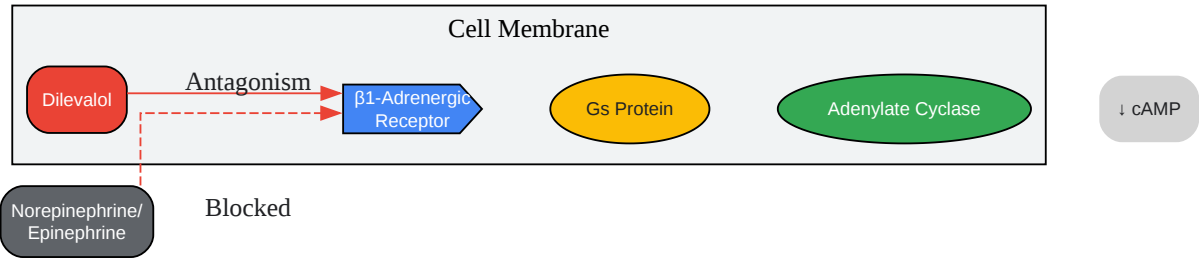 Cell Membrane
Dilevalol
Antagonism
β1-Adrenergic
Receptor
Gs Protein
Adenylate Cyclase
↓ cAMP
Norepinephrine/
Epinephrine
Blocked